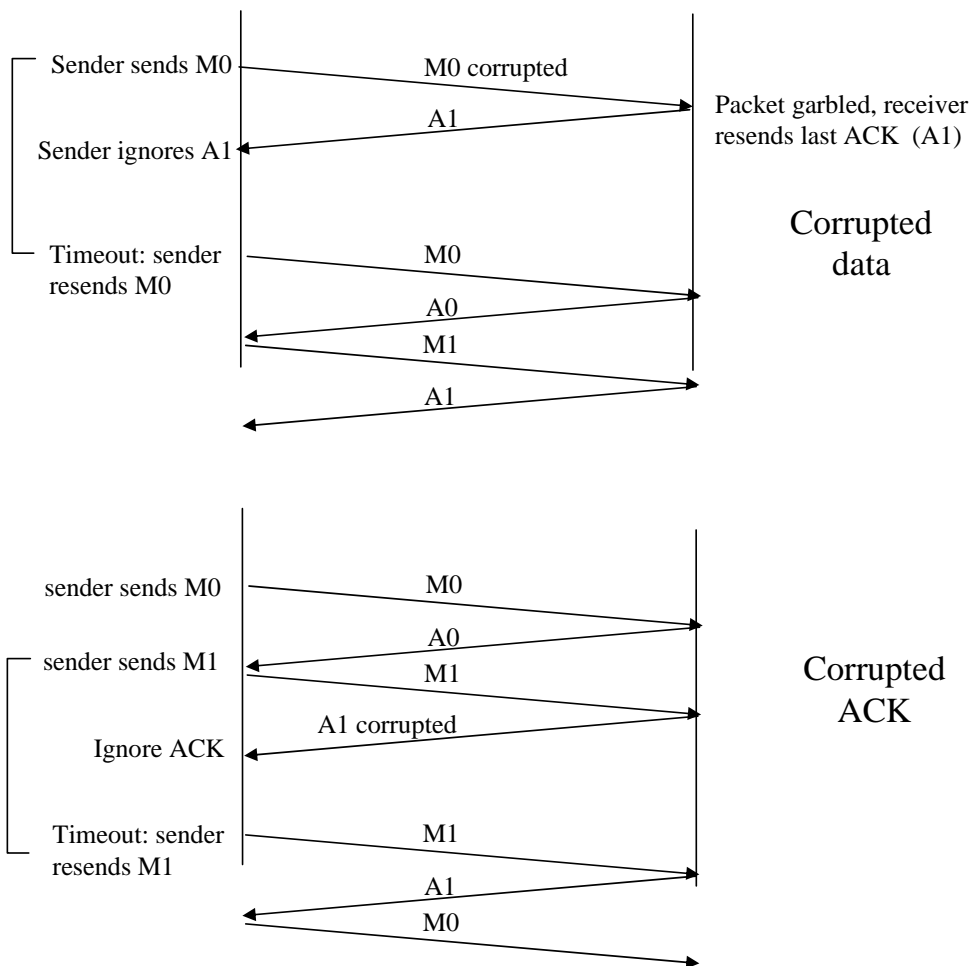 Sender sends M0
M0 corrupted
Packet garbled, receiver
resends last ACK (A1)
A1
Sender ignores A1
Corrupted
data
Timeout: sender
resends M0
M0
A0
M1
A1
sender sends M0
M0
A0
sender sends M1
M1
Corrupted
ACK
A1 corrupted
Ignore ACK
Timeout: sender
resends M1
M1
A1
M0